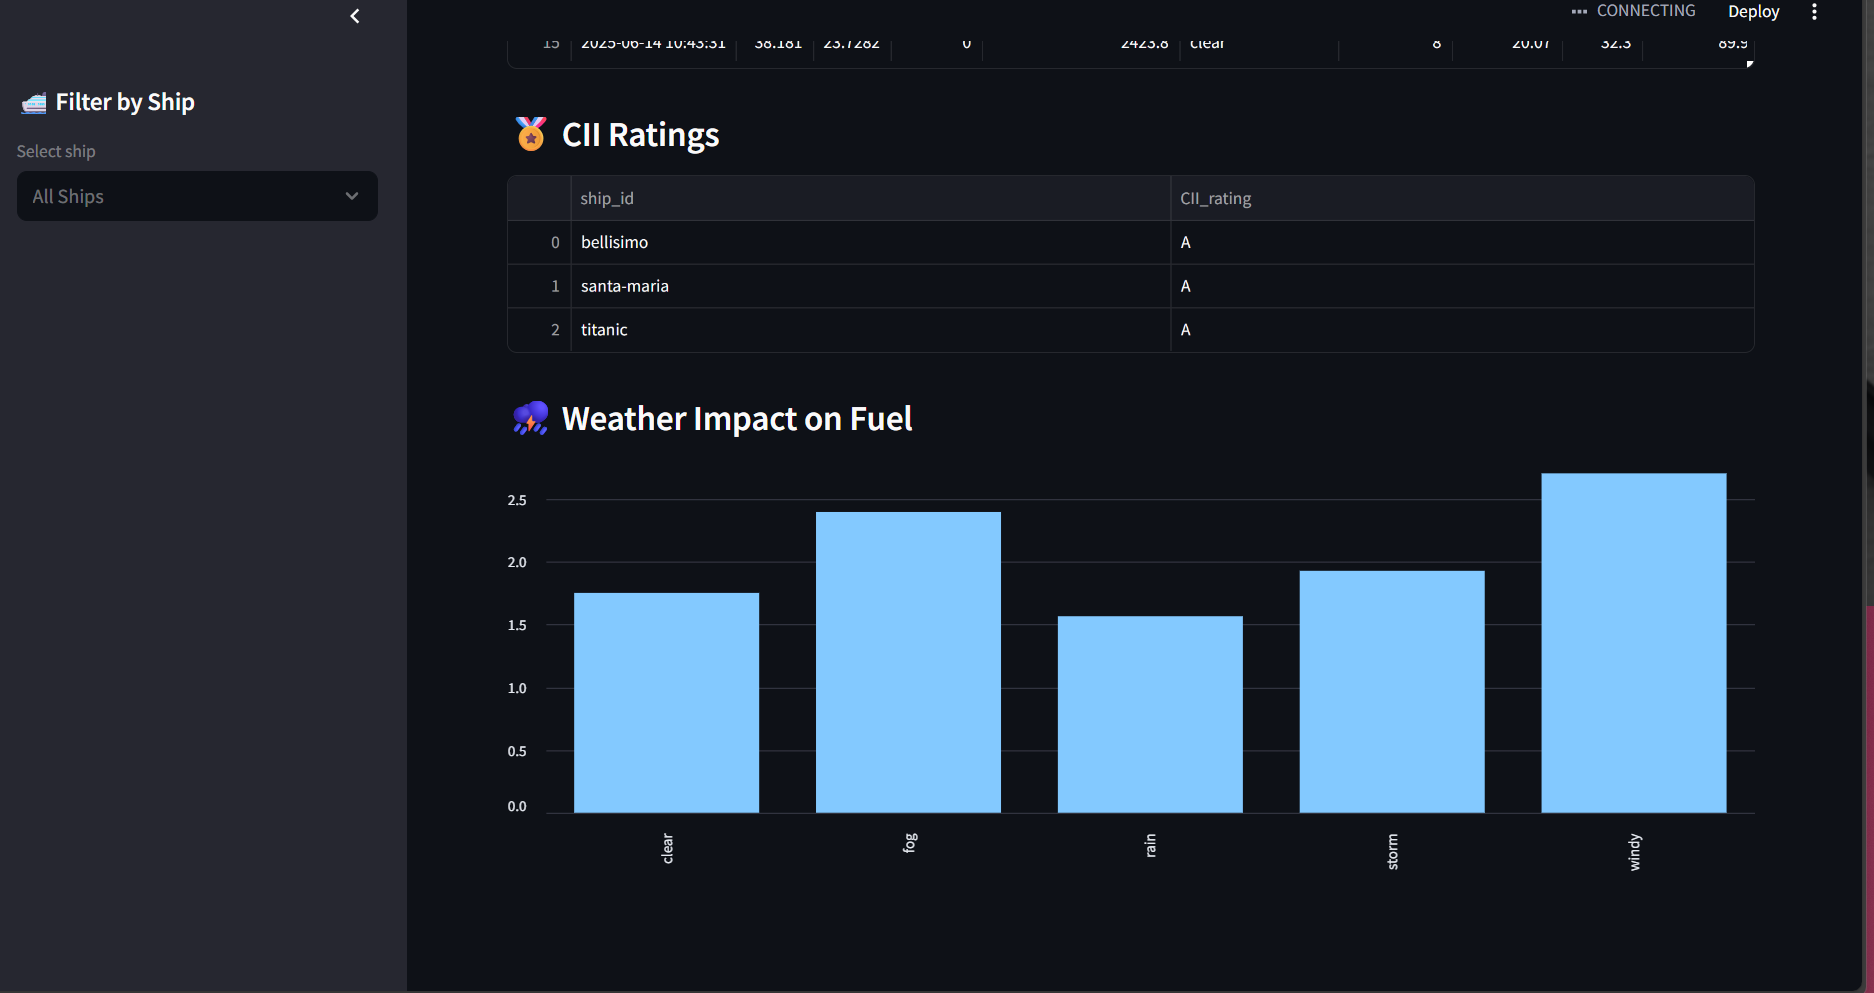 CONNECTING Deploy
Filter by Ship
Select ship
All Ships
15 2025-06-14 10:43:31 38.181 23.7282 0 2423.8 clear 8 20.07 32.3 89.9
CII Ratings
ship_id CII_rating
0 bellisimo A
1 santa-maria A
2 titanic A
Weather Impact on Fuel
2.5
2.0
1.5
1.0
0.5
0.0
clear fog rain storm windy